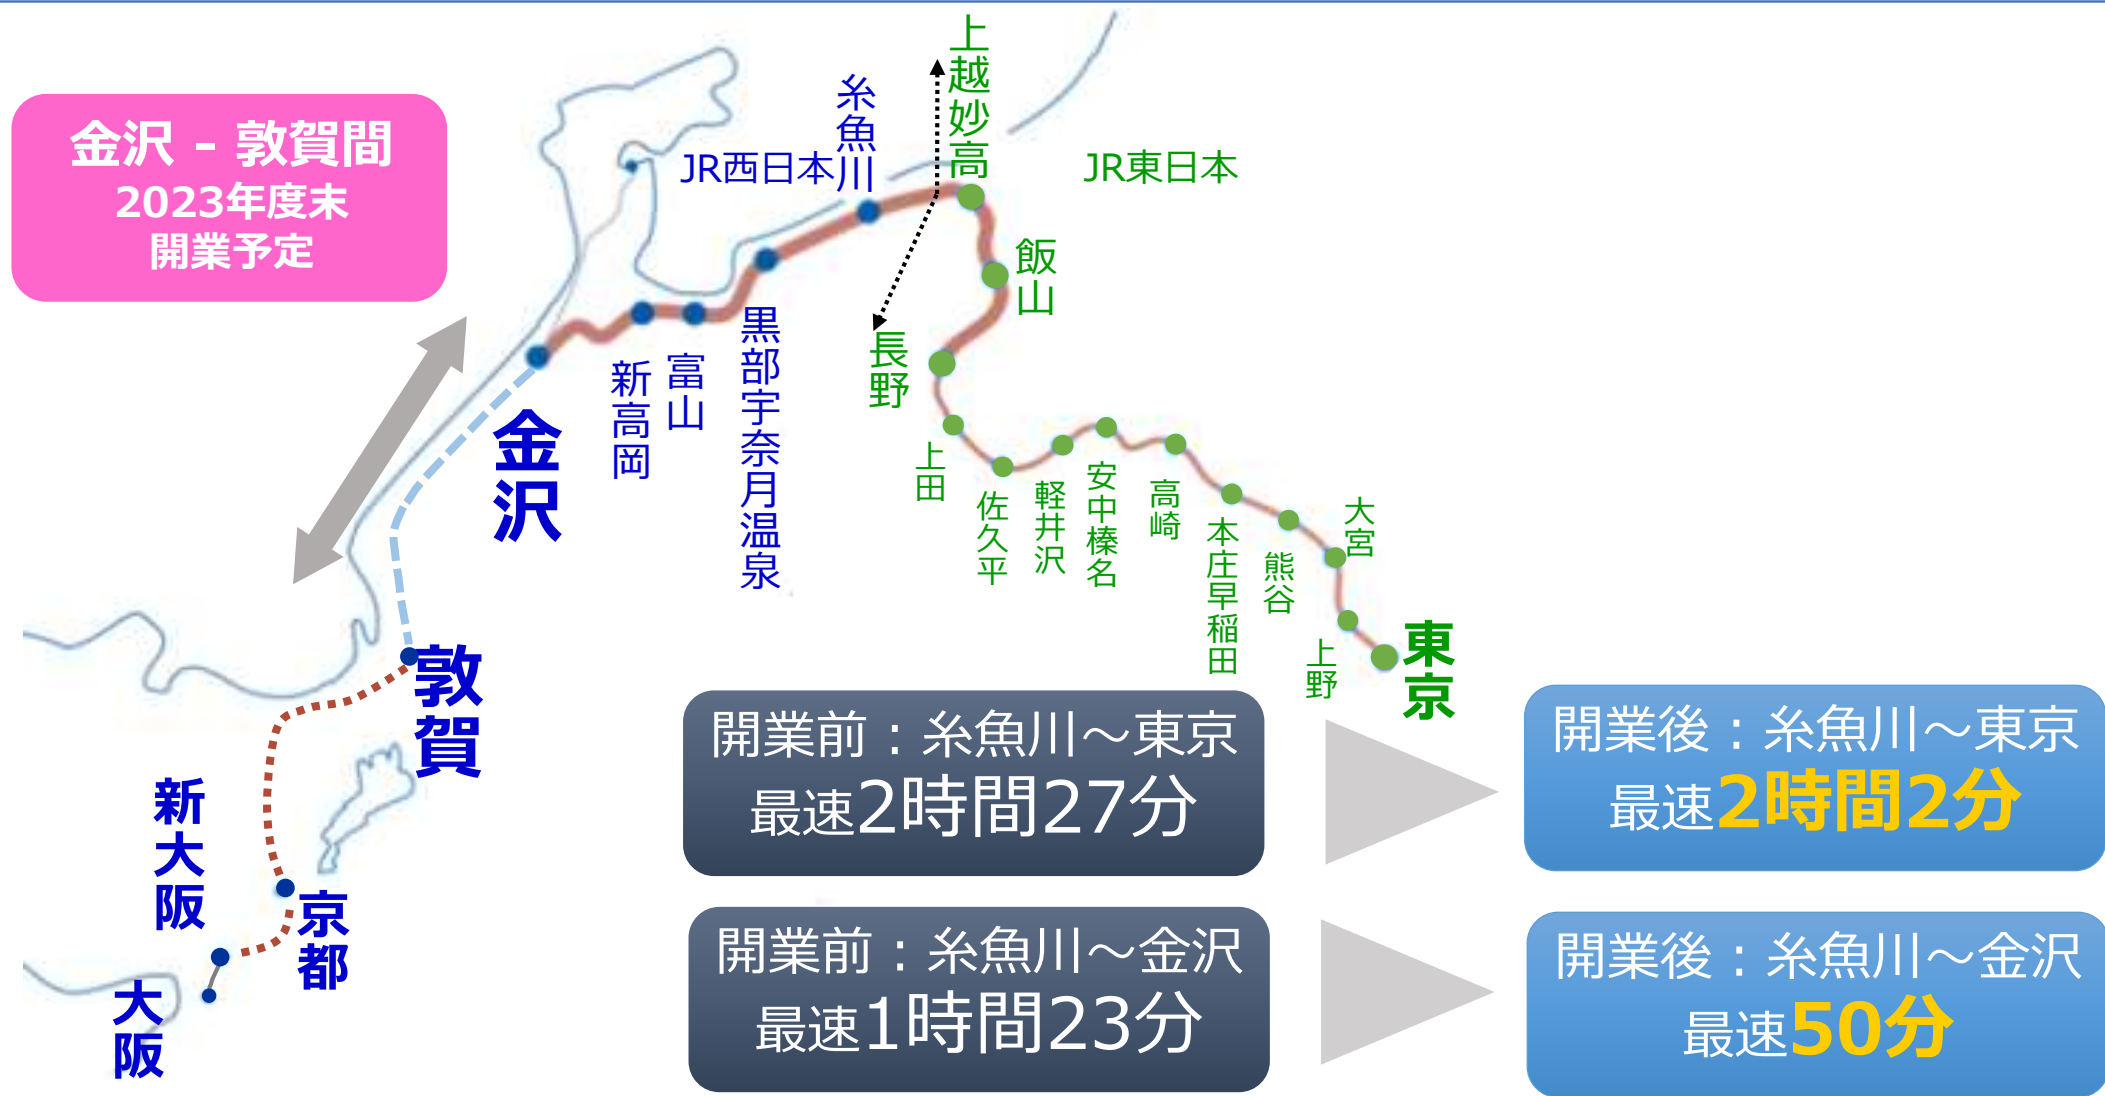 金沢 - 敦賀間
2023年度末
開業予定
上越妙高
糸魚川
JR西日本
JR東日本
飯山
長野
黒部宇奈月温泉
富山
新高岡
金沢
上田
佐久平
軽井沢
安中榛名
高崎
本庄早稲田
熊谷
大宮
上野
東京
敦賀
新大阪
京都
大阪
開業前：糸魚川～東京
最速2時間27分
開業後：糸魚川～東京
最速2時間2分
開業前：糸魚川～金沢
最速1時間23分
開業後：糸魚川～金沢
最速50分